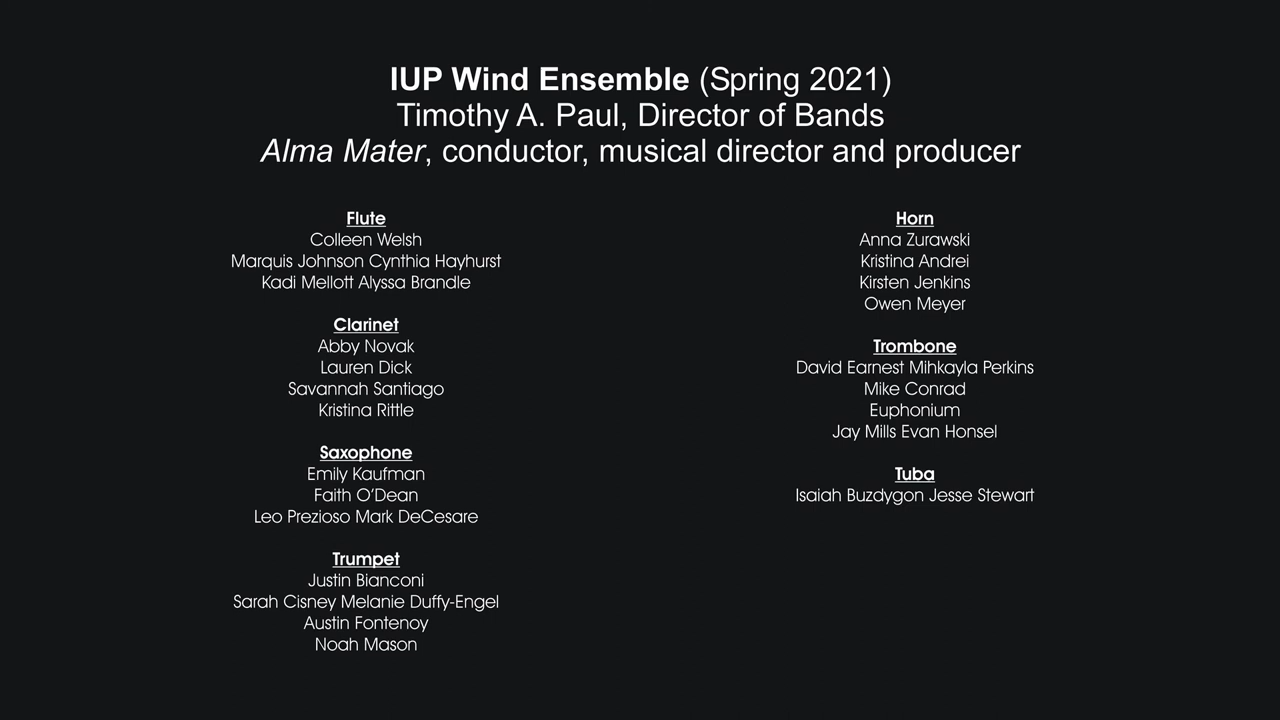 IUP Wind Ensemble (Spring 2021)
Timothy A. Paul, Director of Bands
Alma Mater, conductor, musical director and producer
Flute
Colleen Welsh
Marquis Johnson Cynthia Hayhurst
Kadi Mellott Alyssa Brandle
Clarinet
Abby Novak
Lauren Dick
Savannah Santiago
Kristina Rittle
Saxophone
Emily Kaufman
Faith O’Dean
Leo Prezioso Mark DeCesare
Trumpet
Justin Bianconi
Sarah Cisney Melanie Duffy-Engel
Austin Fontenoy
Noah Mason
Horn
Anna Zurawski
Kristina Andrei
Kirsten Jenkins
Owen Meyer
Trombone
David Earnest Mihkayla Perkins
Mike Conrad
Euphonium
Jay Mills Evan Honsel
Tuba
Isaiah Buzdygon Jesse Stewart